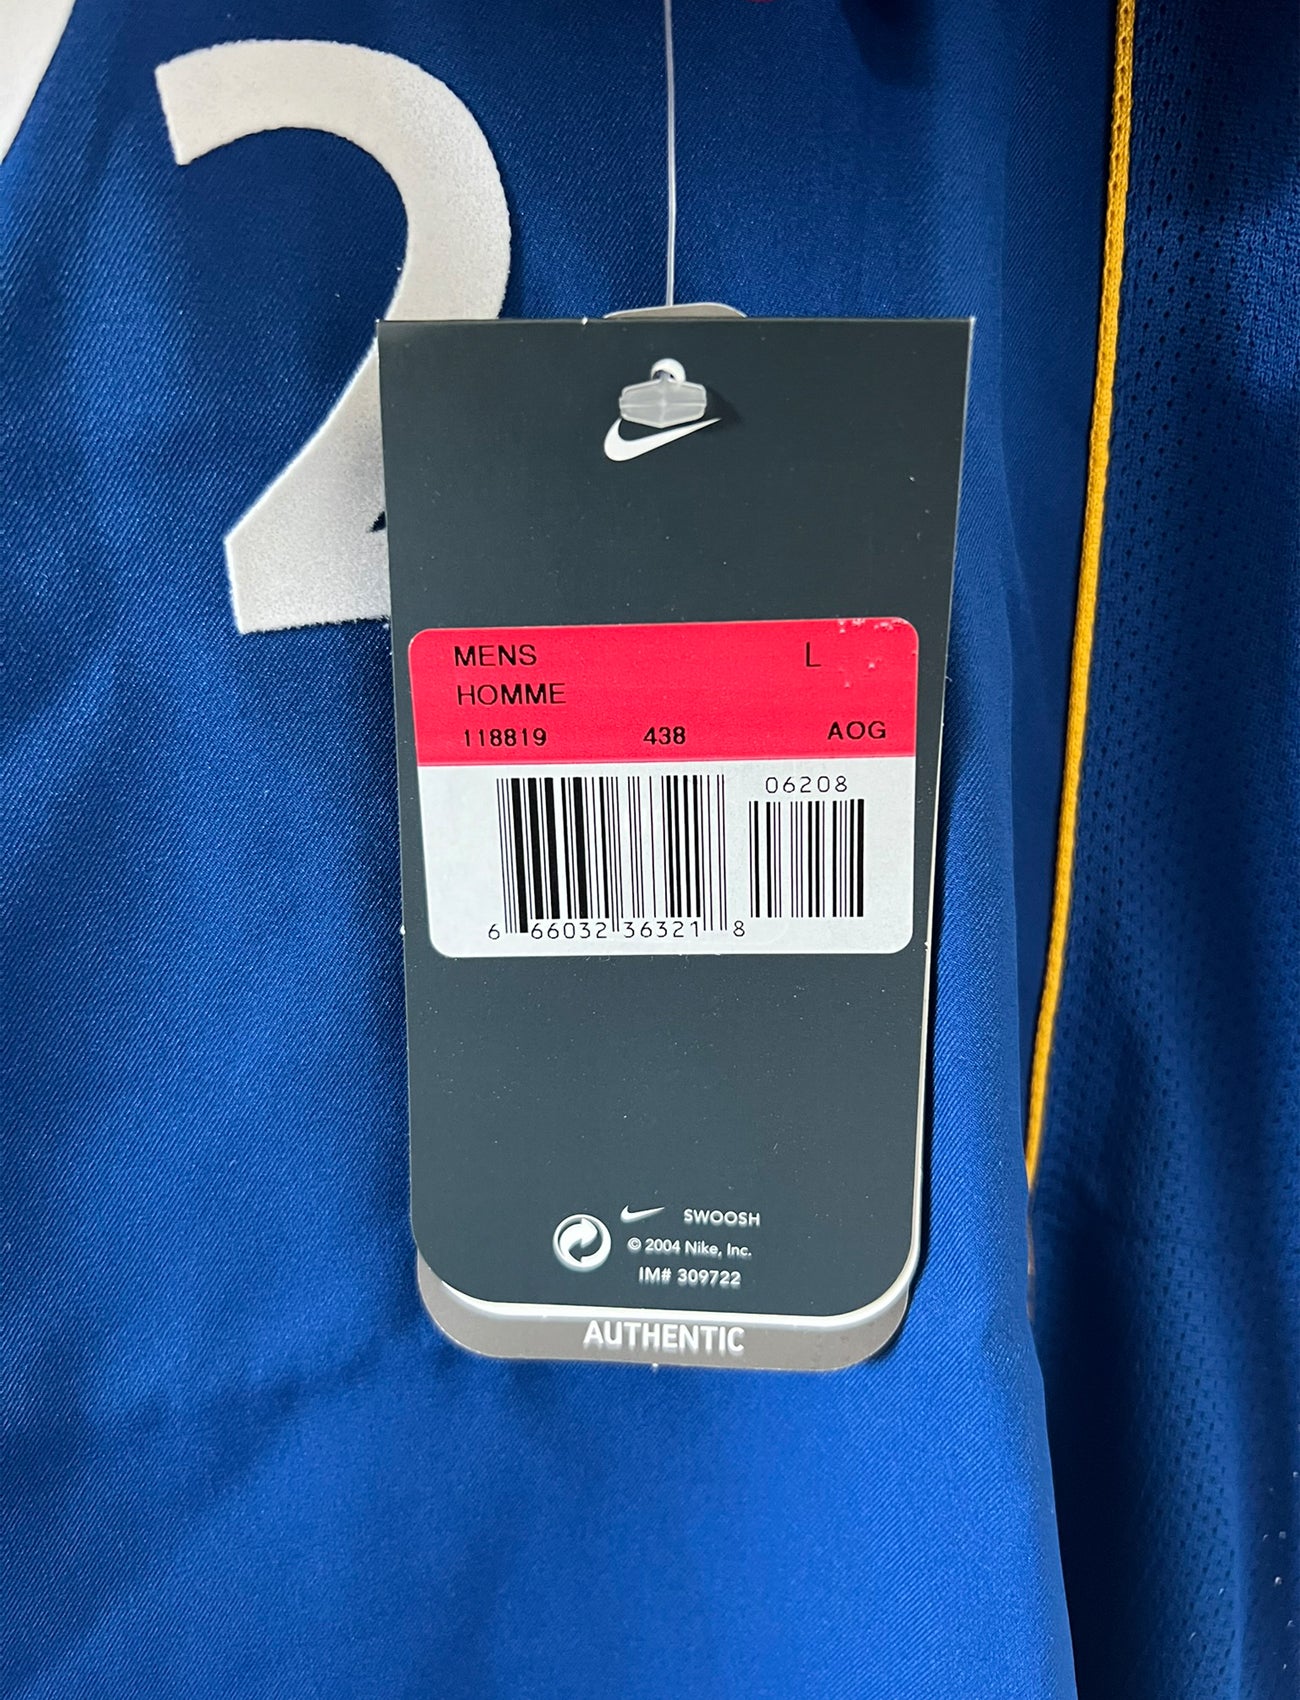 2
MENS L
HOMME
118819 438 AOG
06208
6 66032 36321 8
SWOOSH
© 2004 Nike, Inc.
IM# 309722
AUTHENTIC